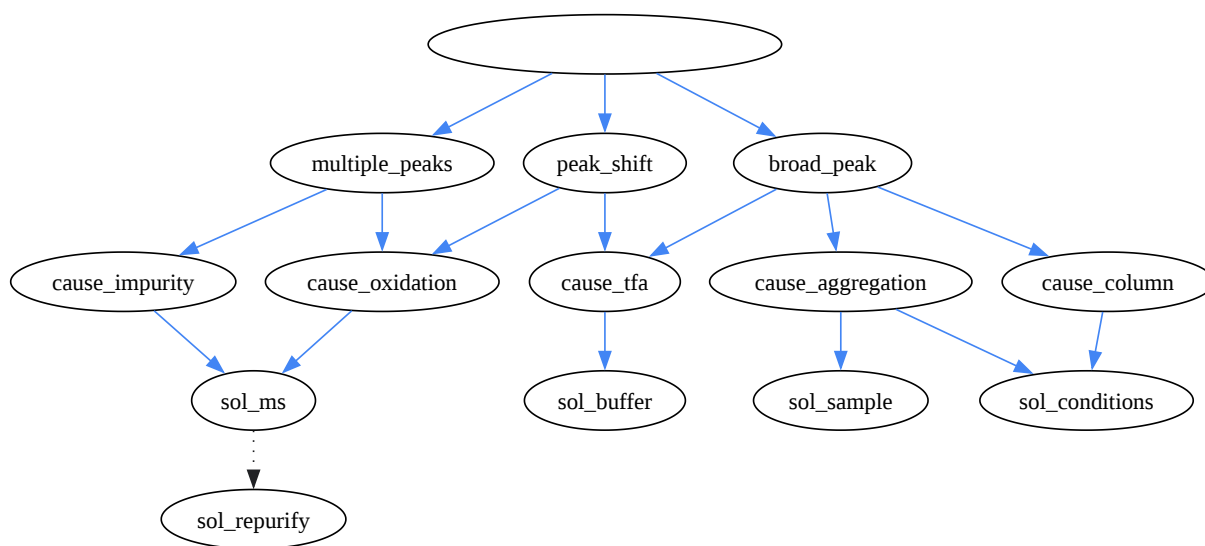 multiple_peaks
peak_shift
broad_peak
cause_impurity
cause_oxidation
cause_tfa
cause_aggregation
cause_column
sol_ms
sol_buffer
sol_sample
sol_conditions
sol_repurify